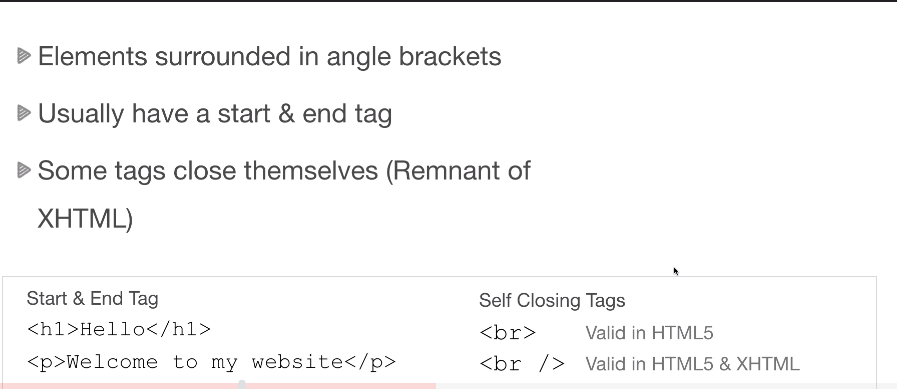 Elements surrounded in angle brackets
Usually have a start & end tag
Some tags close themselves (Remnant of
XHTML)
Start & End Tag
<h1>Hello</h1>
<p>Welcome to my website</p>
Self Closing Tags
<br> Valid in HTML5
<br /> Valid in HTML5 & XHTML